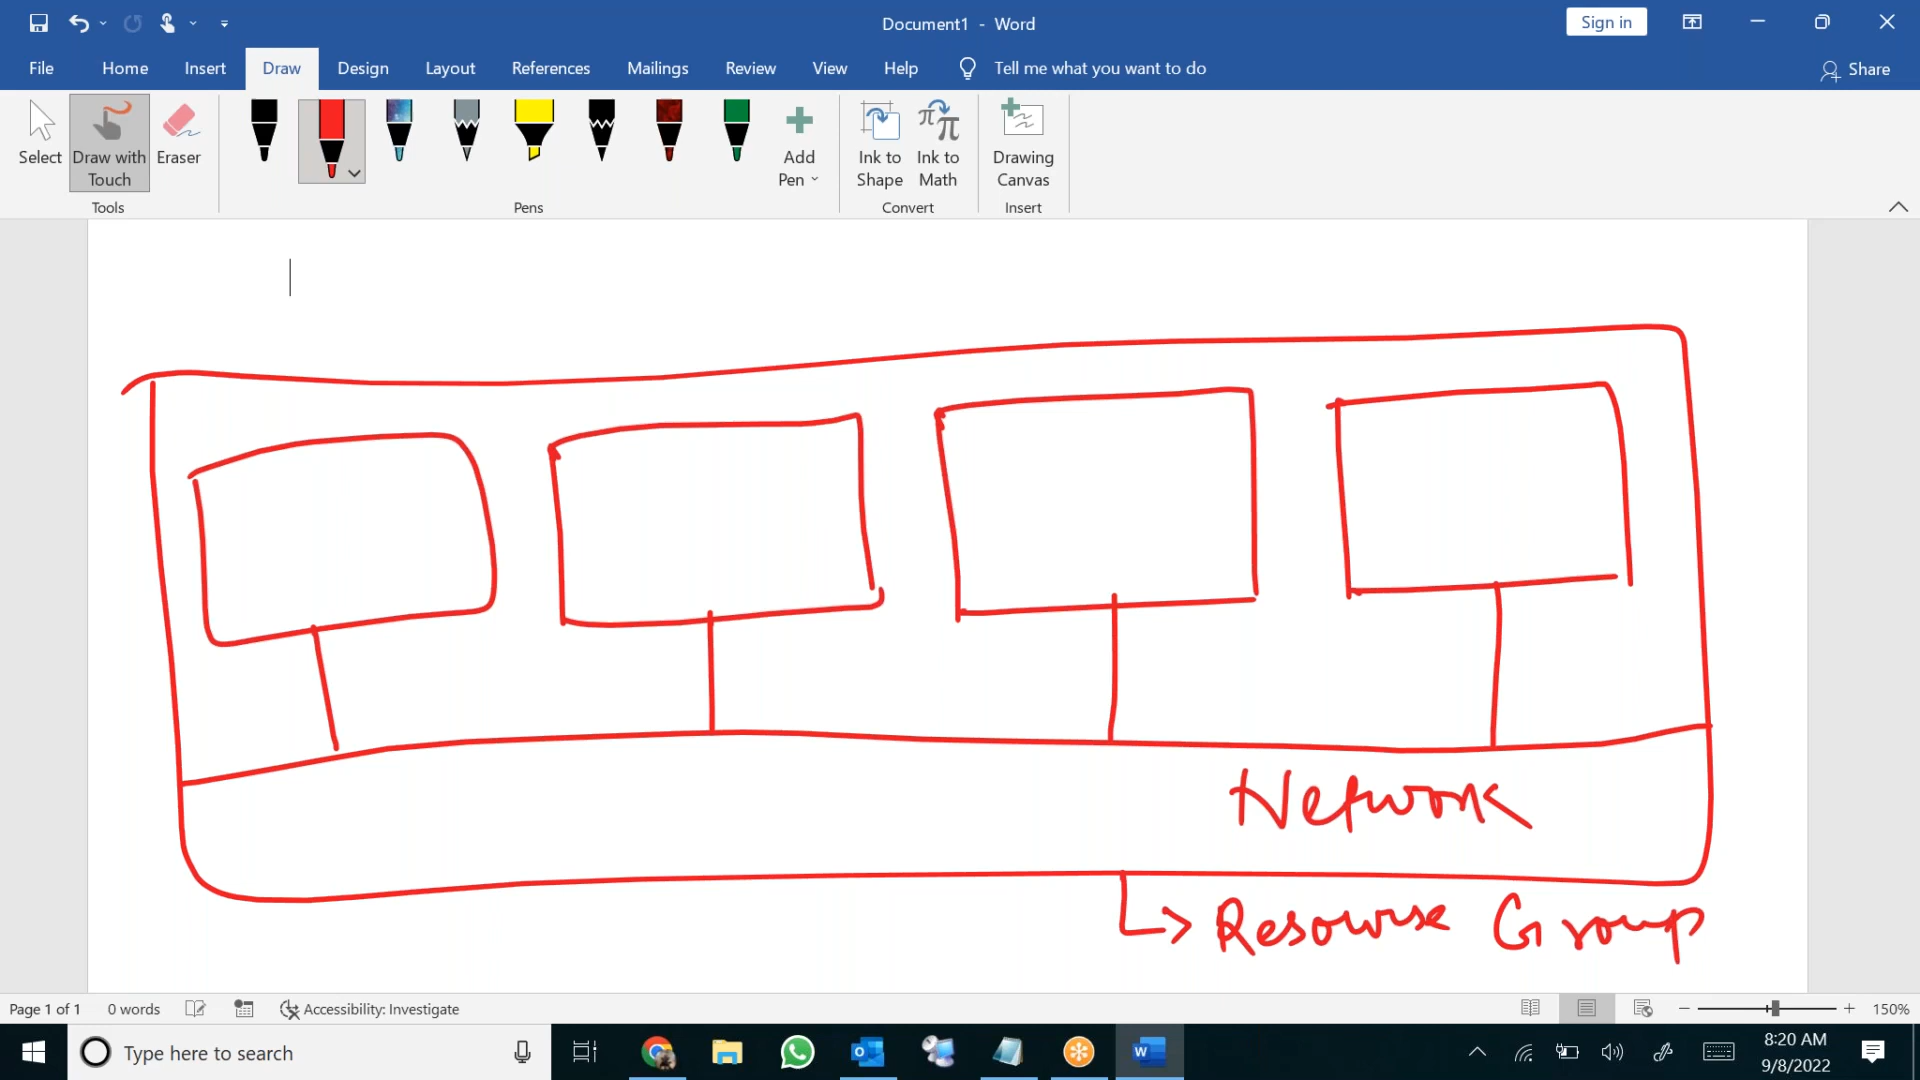 Document1 - Word
Sign in
File Home Insert Draw Design Layout References Mailings Review View Help Tell me what you want to do Share
Select Draw with Touch Eraser Add Pen Ink to Shape Ink to Math Drawing Canvas
Tools Pens Convert Insert
Network
Resourse Group
Page 1 of 1 0 words Accessibility: Investigate 150%
Type here to search
8:20 AM
9/8/2022